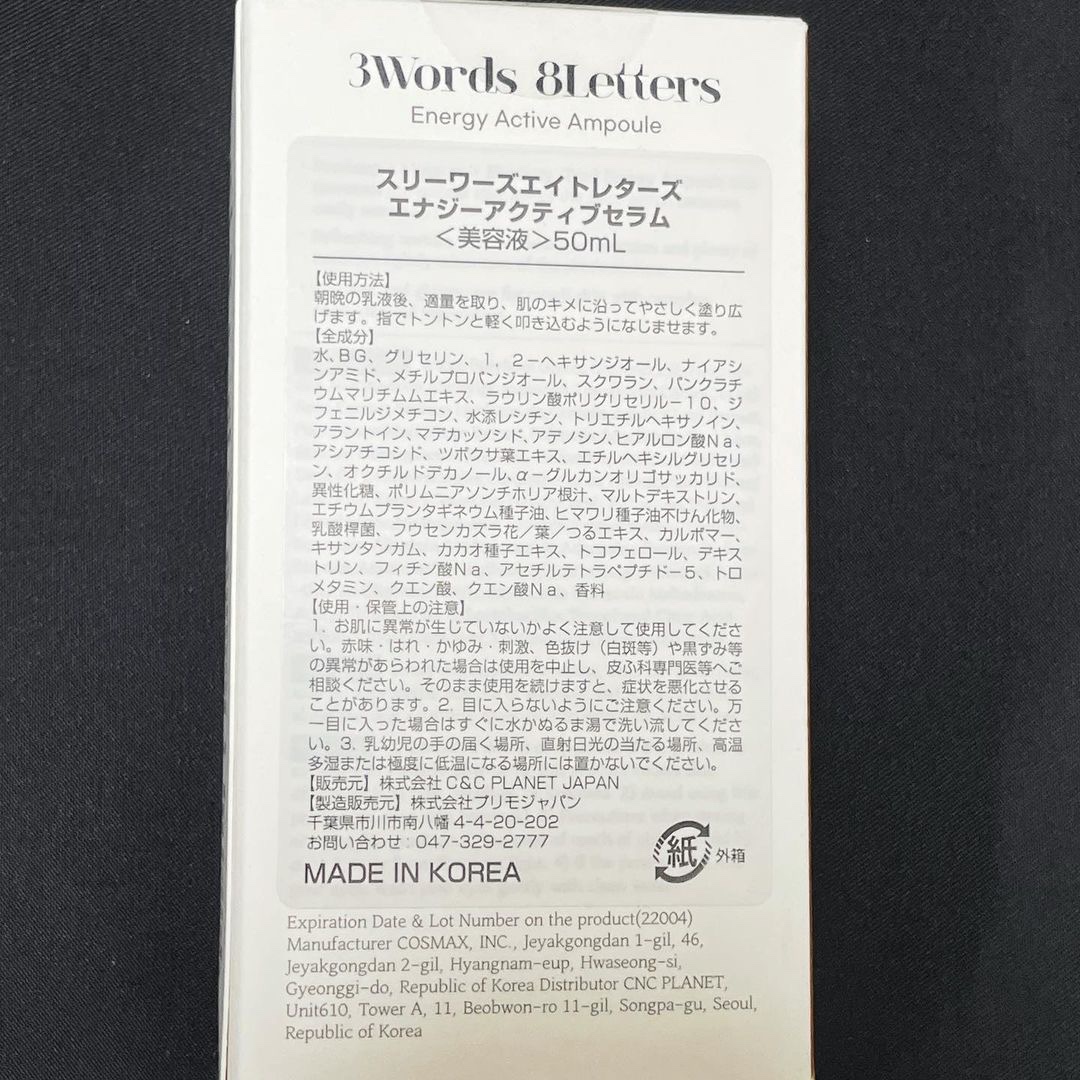 3Words 8Letters
Energy Active Ampoule
スリーワーズエイトレターズ
エナジーアクティブセラム
＜美容液＞50mL
【使用方法】
朝晩の乳液後、適量を取り、肌のキメに沿ってやさしく塗り広
げます。指でトントンと軽く叩き込むようになじませます。
【全成分】
水、BG、グリセリン、1，2－ヘキサンジオール、ナイアシ
ンアミド、メチルプロパンジオール、スクワラン、パンクラチ
ウムマリチムムエキス、ラウリン酸ポリグリセリル－10、ジ
フェニルジメチコン、水添レシチン、トリエチルヘキサノイン、
アラントイン、マデカッソシド、アデノシン、ヒアルロン酸Na、
アシアチコシド、ツボクサ葉エキス、エチルヘキシルグリセリ
ン、オクチルドデカノール、α－グルカンオリゴサッカリド、
異性化糖、ポリムニアソンチホリア根汁、マルトデキストリン、
エチウムプランタギネウム種子油、ヒマワリ種子油不けん化物、
乳酸桿菌、フウセンカズラ花／葉／つるエキス、カルボマー、
キサンタンガム、カカオ種子エキス、トコフェロール、デキス
トリン、フィチン酸Na、アセチルテトラペプチド－5、トロ
メタミン、クエン酸、クエン酸Na、香料
【使用・保管上の注意】
1. お肌に異常が生じていないかよく注意して使用してくださ
い。赤味・はれ・かゆみ・刺激、色抜け（白斑等）や黒ずみ等
の異常があらわれた場合は使用を中止し、皮ふ科専門医等へご
相談ください。そのまま使用を続けますと、症状を悪化させる
ことがあります。2. 目に入らないようにご注意ください。万
一目に入った場合はすぐに水かぬるま湯で洗い流してくださ
い。3. 乳幼児の手の届く場所、直射日光の当たる場所、高温
多湿または極度に低温になる場所には置かないでください。
【販売元】株式会社 C&C PLANET JAPAN
【製造販売元】株式会社プリモジャパン
千葉県市川市南八幡 4-4-20-202
お問い合わせ：047-329-2777
紙 外箱
MADE IN KOREA
Expiration Date & Lot Number on the product(22004)
Manufacturer COSMAX, INC., Jeyakgongdan 1-gil, 46,
Jeyakgongdan 2-gil, Hyangnam-eup, Hwaseong-si,
Gyeonggi-do, Republic of Korea Distributor CNC PLANET,
Unit610, Tower A, 11, Beobwon-ro 11-gil, Songpa-gu, Seoul,
Republic of Korea